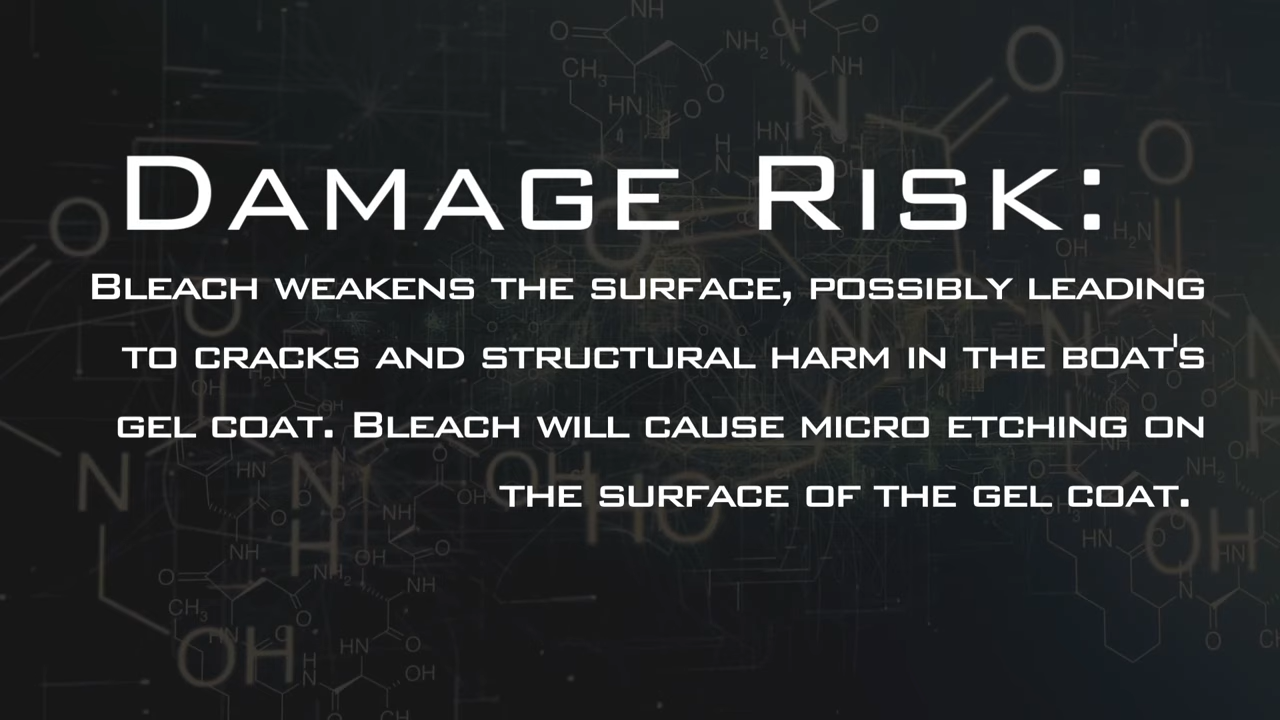 Damage Risk:
Bleach weakens the surface, possibly leading
to cracks and structural harm in the boat's
gel coat. Bleach will cause micro etching on
the surface of the gel coat.